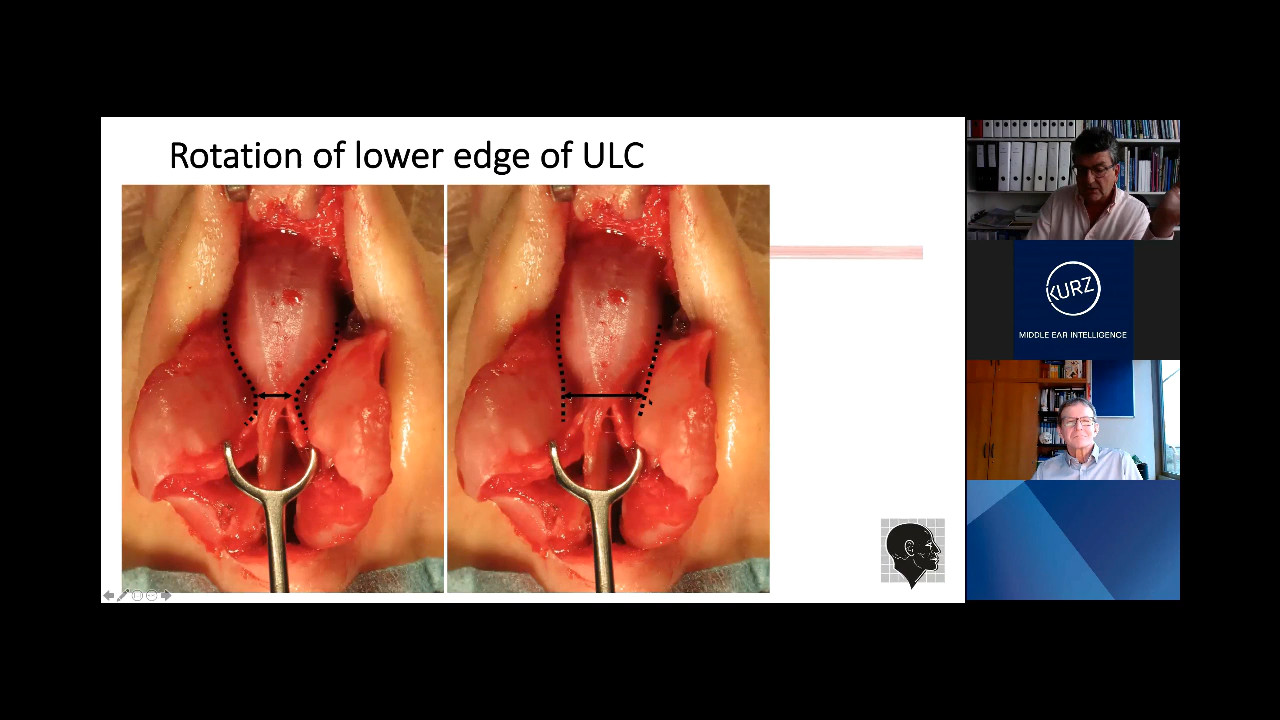 Rotation of lower edge of ULC
KURZ
MIDDLE EAR INTELLIGENCE